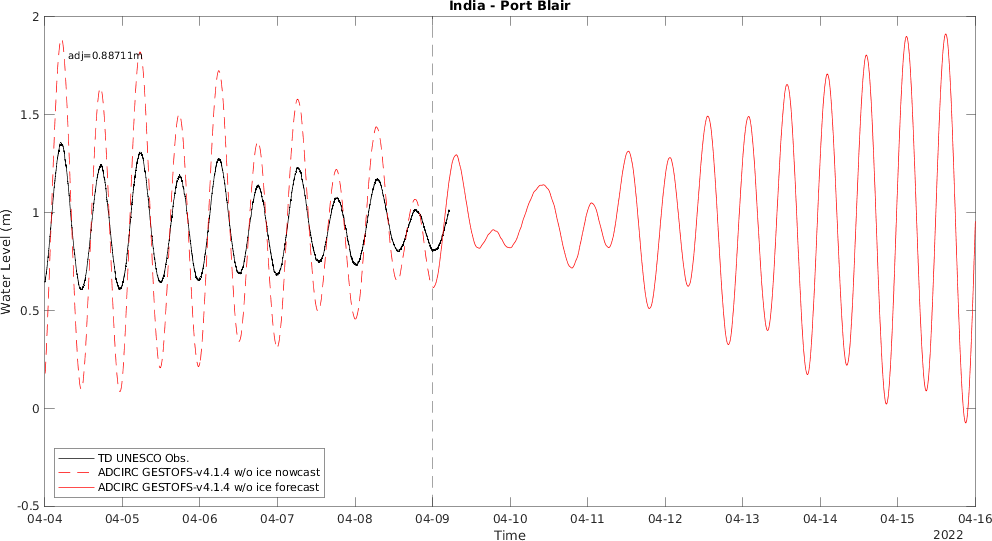 India - Port Blair
adj=0.88711m
Water Level (m)
2
1.5
1
0.5
0
-0.5
TD UNESCO Obs.
ADCIRC GESTOFS-v4.1.4 w/o ice nowcast
ADCIRC GESTOFS-v4.1.4 w/o ice forecast
04-04 04-05 04-06 04-07 04-08 04-09 04-10 04-11 04-12 04-13 04-14 04-15 04-16
Time
2022